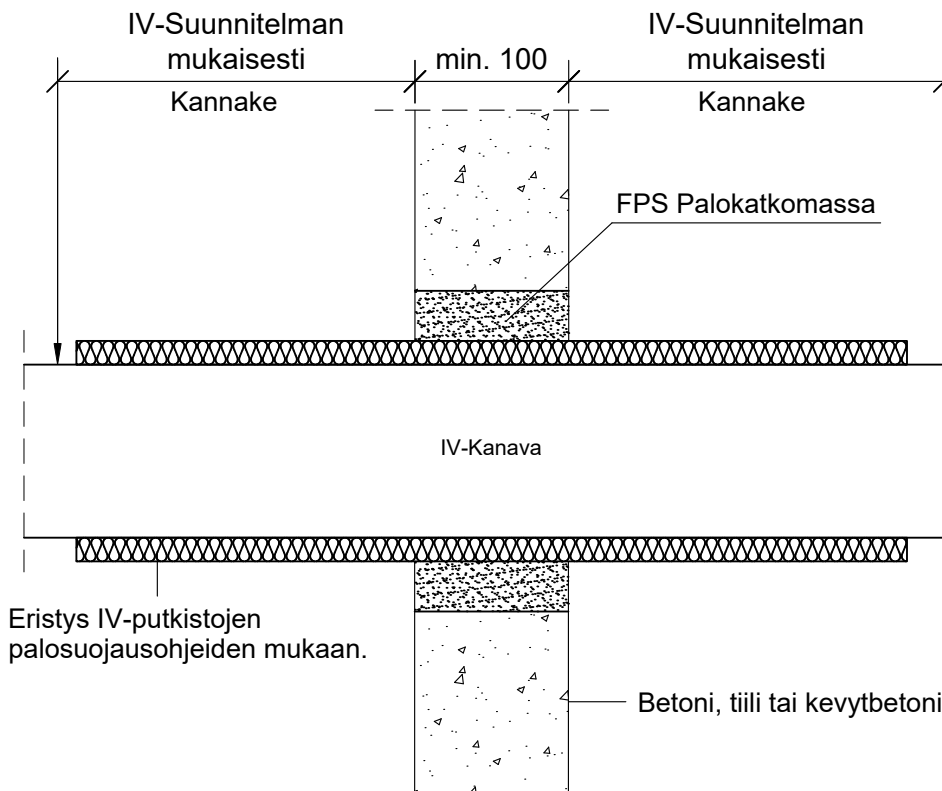 IV-Suunnitelman
mukaisesti
Kannake
min. 100
IV-Suunnitelman
mukaisesti
Kannake
FPS Palokatkomassa
IV-Kanava
Eristys IV-putkistojen
palosuojausohjeiden mukaan.
Betoni, tiili tai kevytbetoni